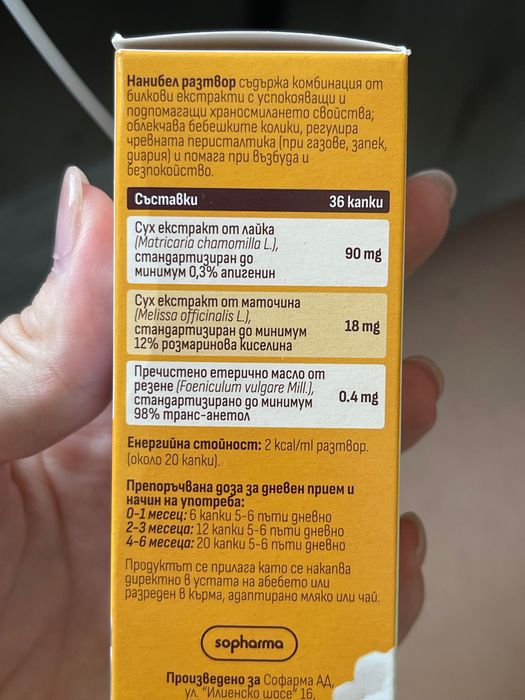 Нанибел разтвор съдържа комбинация от
билкови екстракти с успокояващи и
подпомагащи храносмилането свойства;
облекчава бебешките колики, регулира
чревната перисталтика (при газове, запек,
диария) и помага при възбуда и
безпокойство.
Съставки 36 капки
Сух екстракт от лайка
(Matricaria chamomilla L.),
стандартизиран до
минимум 0,3% апигенин
90 mg
Сух екстракт от маточина
(Melissa officinalis L.),
стандартизиран до минимум
12% розмаринова киселина
18 mg
Пречистено етерично масло от
резене (Foeniculum vulgare Mill.),
стандартизирано до минимум
98% транс-анетол
0.4 mg
Енергийна стойност: 2 kcal/ml разтвор.
(около 20 капки).
Препоръчвана доза за дневен прием и
начин на употреба:
0-1 месец: 6 капки 5-6 пъти дневно
2-3 месеца: 12 капки 5-6 пъти дневно
4-6 месеца: 20 капки 5-6 пъти дневно
Продуктът се прилага като се накапва
директно в устата на бебето или
разреден в кърма, адаптирано мляко или чай.
sopharma
Произведено за Софарма АД,
ул. "Илиенско шосе" 16,